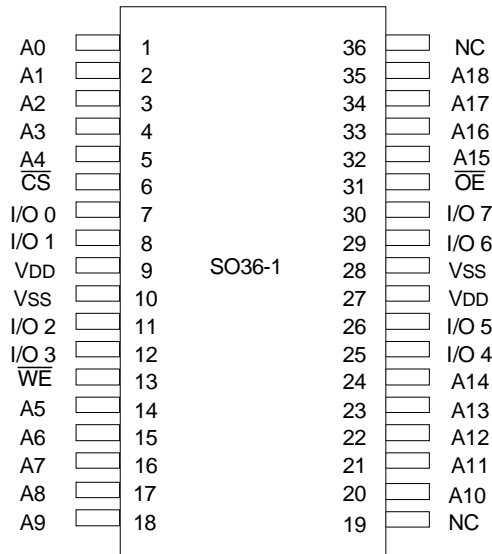 A0 1 36 NC
A1 2 35 A18
A2 3 34 A17
A3 4 33 A16
A4 5 32 A15
CS 6 31 OE
I/O 0 7 30 I/O 7
I/O 1 8 29 I/O 6
VDD 9 SO36-1 28 VSS
VSS 10 27 VDD
I/O 2 11 26 I/O 5
I/O 3 12 25 I/O 4
WE 13 24 A14
A5 14 23 A13
A6 15 22 A12
A7 16 21 A11
A8 17 20 A10
A9 18 19 NC